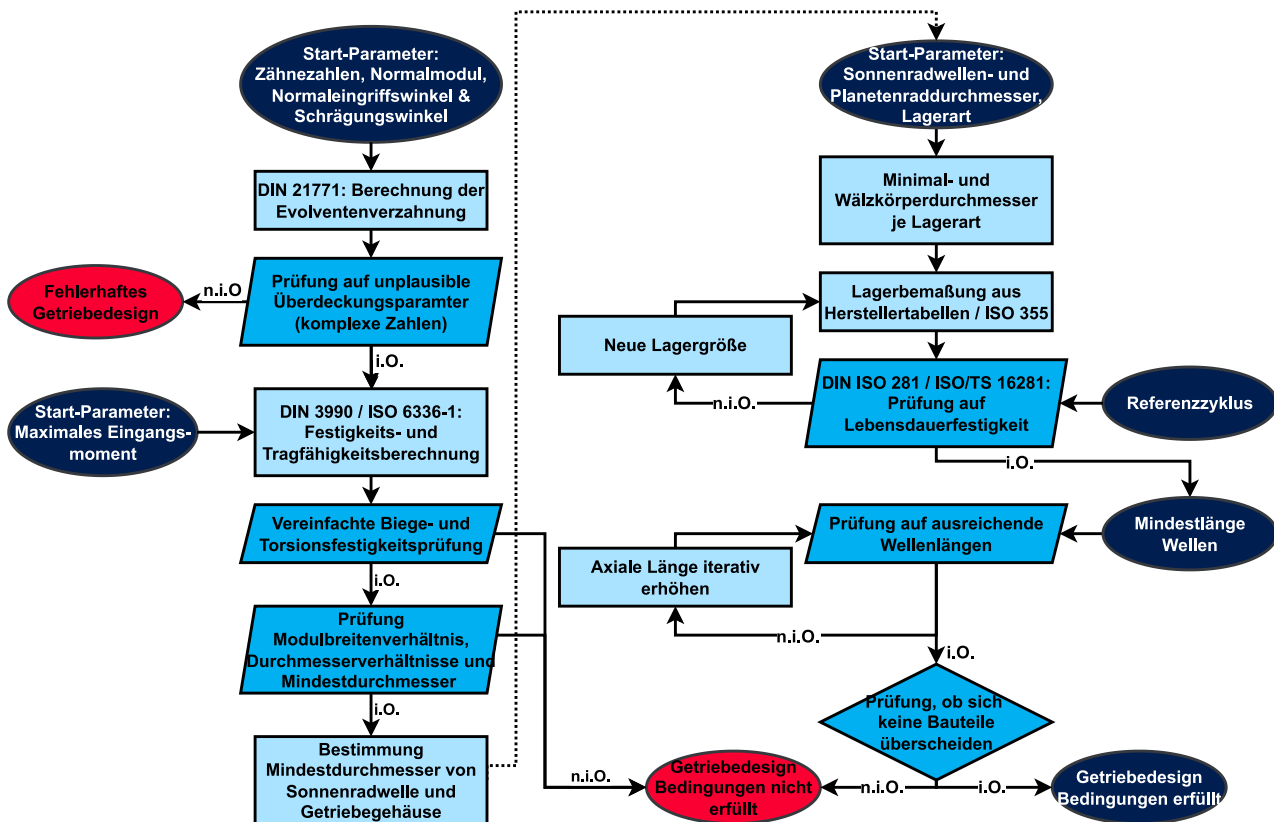 Start-Parameter:
Zähnezahlen, Normalmodul,
Normaleingriffswinkel &
Schrägungswinkel
DIN 21771: Berechnung der
Evolventenverzahnung
Prüfung auf unplausible
Überdeckungsparamter
(komplexe Zahlen)
n.i.O
Fehlerhaftes
Getriebedesign
i.O.
Start-Parameter:
Maximales Eingangs-
moment
DIN 3990 / ISO 6336-1:
Festigkeits- und
Tragfähigkeitsberechnung
Vereinfachte Biege- und
Torsionsfestigkeitsprüfung
i.O.
Prüfung
Modulbreitenverhältnis,
Durchmesserverhältnisse und
Mindestdurchmesser
i.O.
Bestimmung
Mindestdurchmesser von
Sonnenradwelle und
Getriebegehäuse
n.i.O.
Start-Parameter:
Sonnenradwellen- und
Planetenraddurchmesser,
Lagerart
Minimal- und
Wälzkörperdurchmesser
je Lagerart
Lagerbemaßung aus
Herstellertabellen / ISO 355
Neue Lagergröße
n.i.O.
DIN ISO 281 / ISO/TS 16281:
Prüfung auf
Lebensdauerfestigkeit
Referenzzyklus
i.O.
Mindestlänge
Wellen
Prüfung auf ausreichende
Wellenlängen
Axiale Länge iterativ
erhöhen
n.i.O.
i.O.
Prüfung, ob sich
keine Bauteile
überscheiden
n.i.O.
i.O.
Getriebedesign
Bedingungen nicht
erfüllt
Getriebedesign
Bedingungen erfüllt